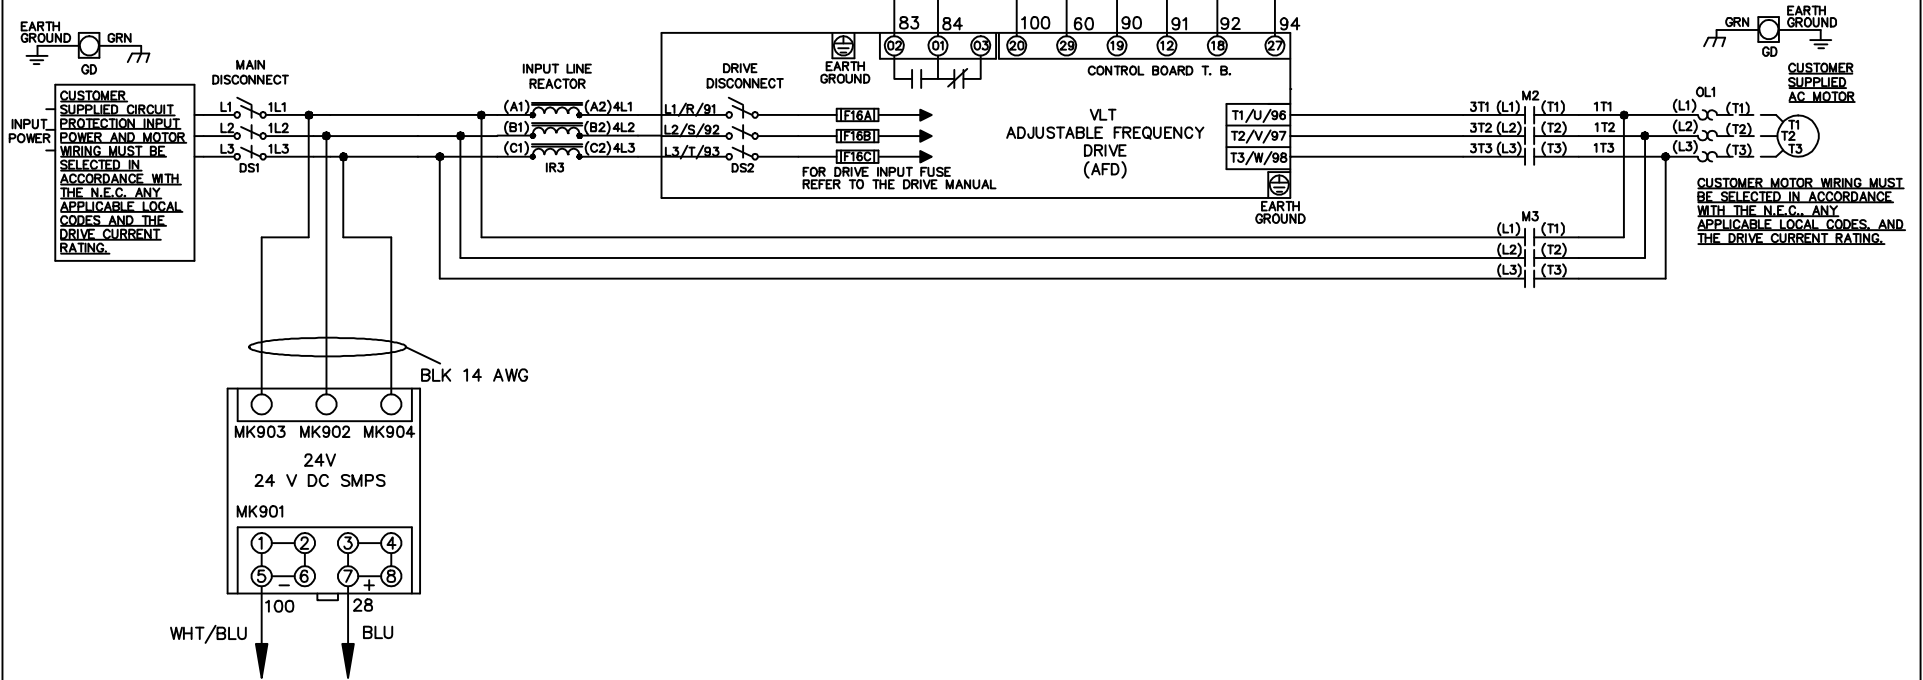 83 84 100 60 90 91 92 94
EARTH
GROUND
GRN
GD
02 01 03 20 29 19 12 18 27
EARTH
GROUND
CONTROL BOARD T. B.
GRN
EARTH
GROUND
GD
MAIN
DISCONNECT
INPUT LINE
REACTOR
DRIVE
DISCONNECT
CUSTOMER
SUPPLIED
AC MOTOR
INPUT
POWER
CUSTOMER
SUPPLIED CIRCUIT
PROTECTION INPUT
POWER AND MOTOR
WIRING MUST BE
SELECTED IN
ACCORDANCE WITH
THE N.E.C. ANY
APPLICABLE LOCAL
CODES AND THE
DRIVE CURRENT
RATING.
L1 1L1
L2 1L2
L3 1L3
DS1
(A1) (A2) 4L1
(B1) (B2) 4L2
(C1) (C2) 4L3
IR3
L1/R/91
L2/S/92
L3/T/93
DS2
F16A
F16B
F16C
FOR DRIVE INPUT FUSE
REFER TO THE DRIVE MANUAL
VLT
ADJUSTABLE FREQUENCY
DRIVE
(AFD)
T1/U/96
T2/V/97
T3/W/98
EARTH
GROUND
M2
3T1 (L1) (T1) 1T1
3T2 (L2) (T2) 1T2
3T3 (L3) (T3) 1T3
OL1
(L1) (T1)
(L2) (T2)
(L3) (T3)
T1
T2
T3
CUSTOMER MOTOR WIRING MUST
BE SELECTED IN ACCORDANCE
WITH THE N.E.C., ANY
APPLICABLE LOCAL CODES, AND
THE DRIVE CURRENT RATING.
M3
(L1) (T1)
(L2) (T2)
(L3) (T3)
BLK 14 AWG
MK903 MK902 MK904
24V
24 V DC SMPS
MK901
1 2 3 4
5 6 7 8
− +
100 28
WHT/BLU BLU